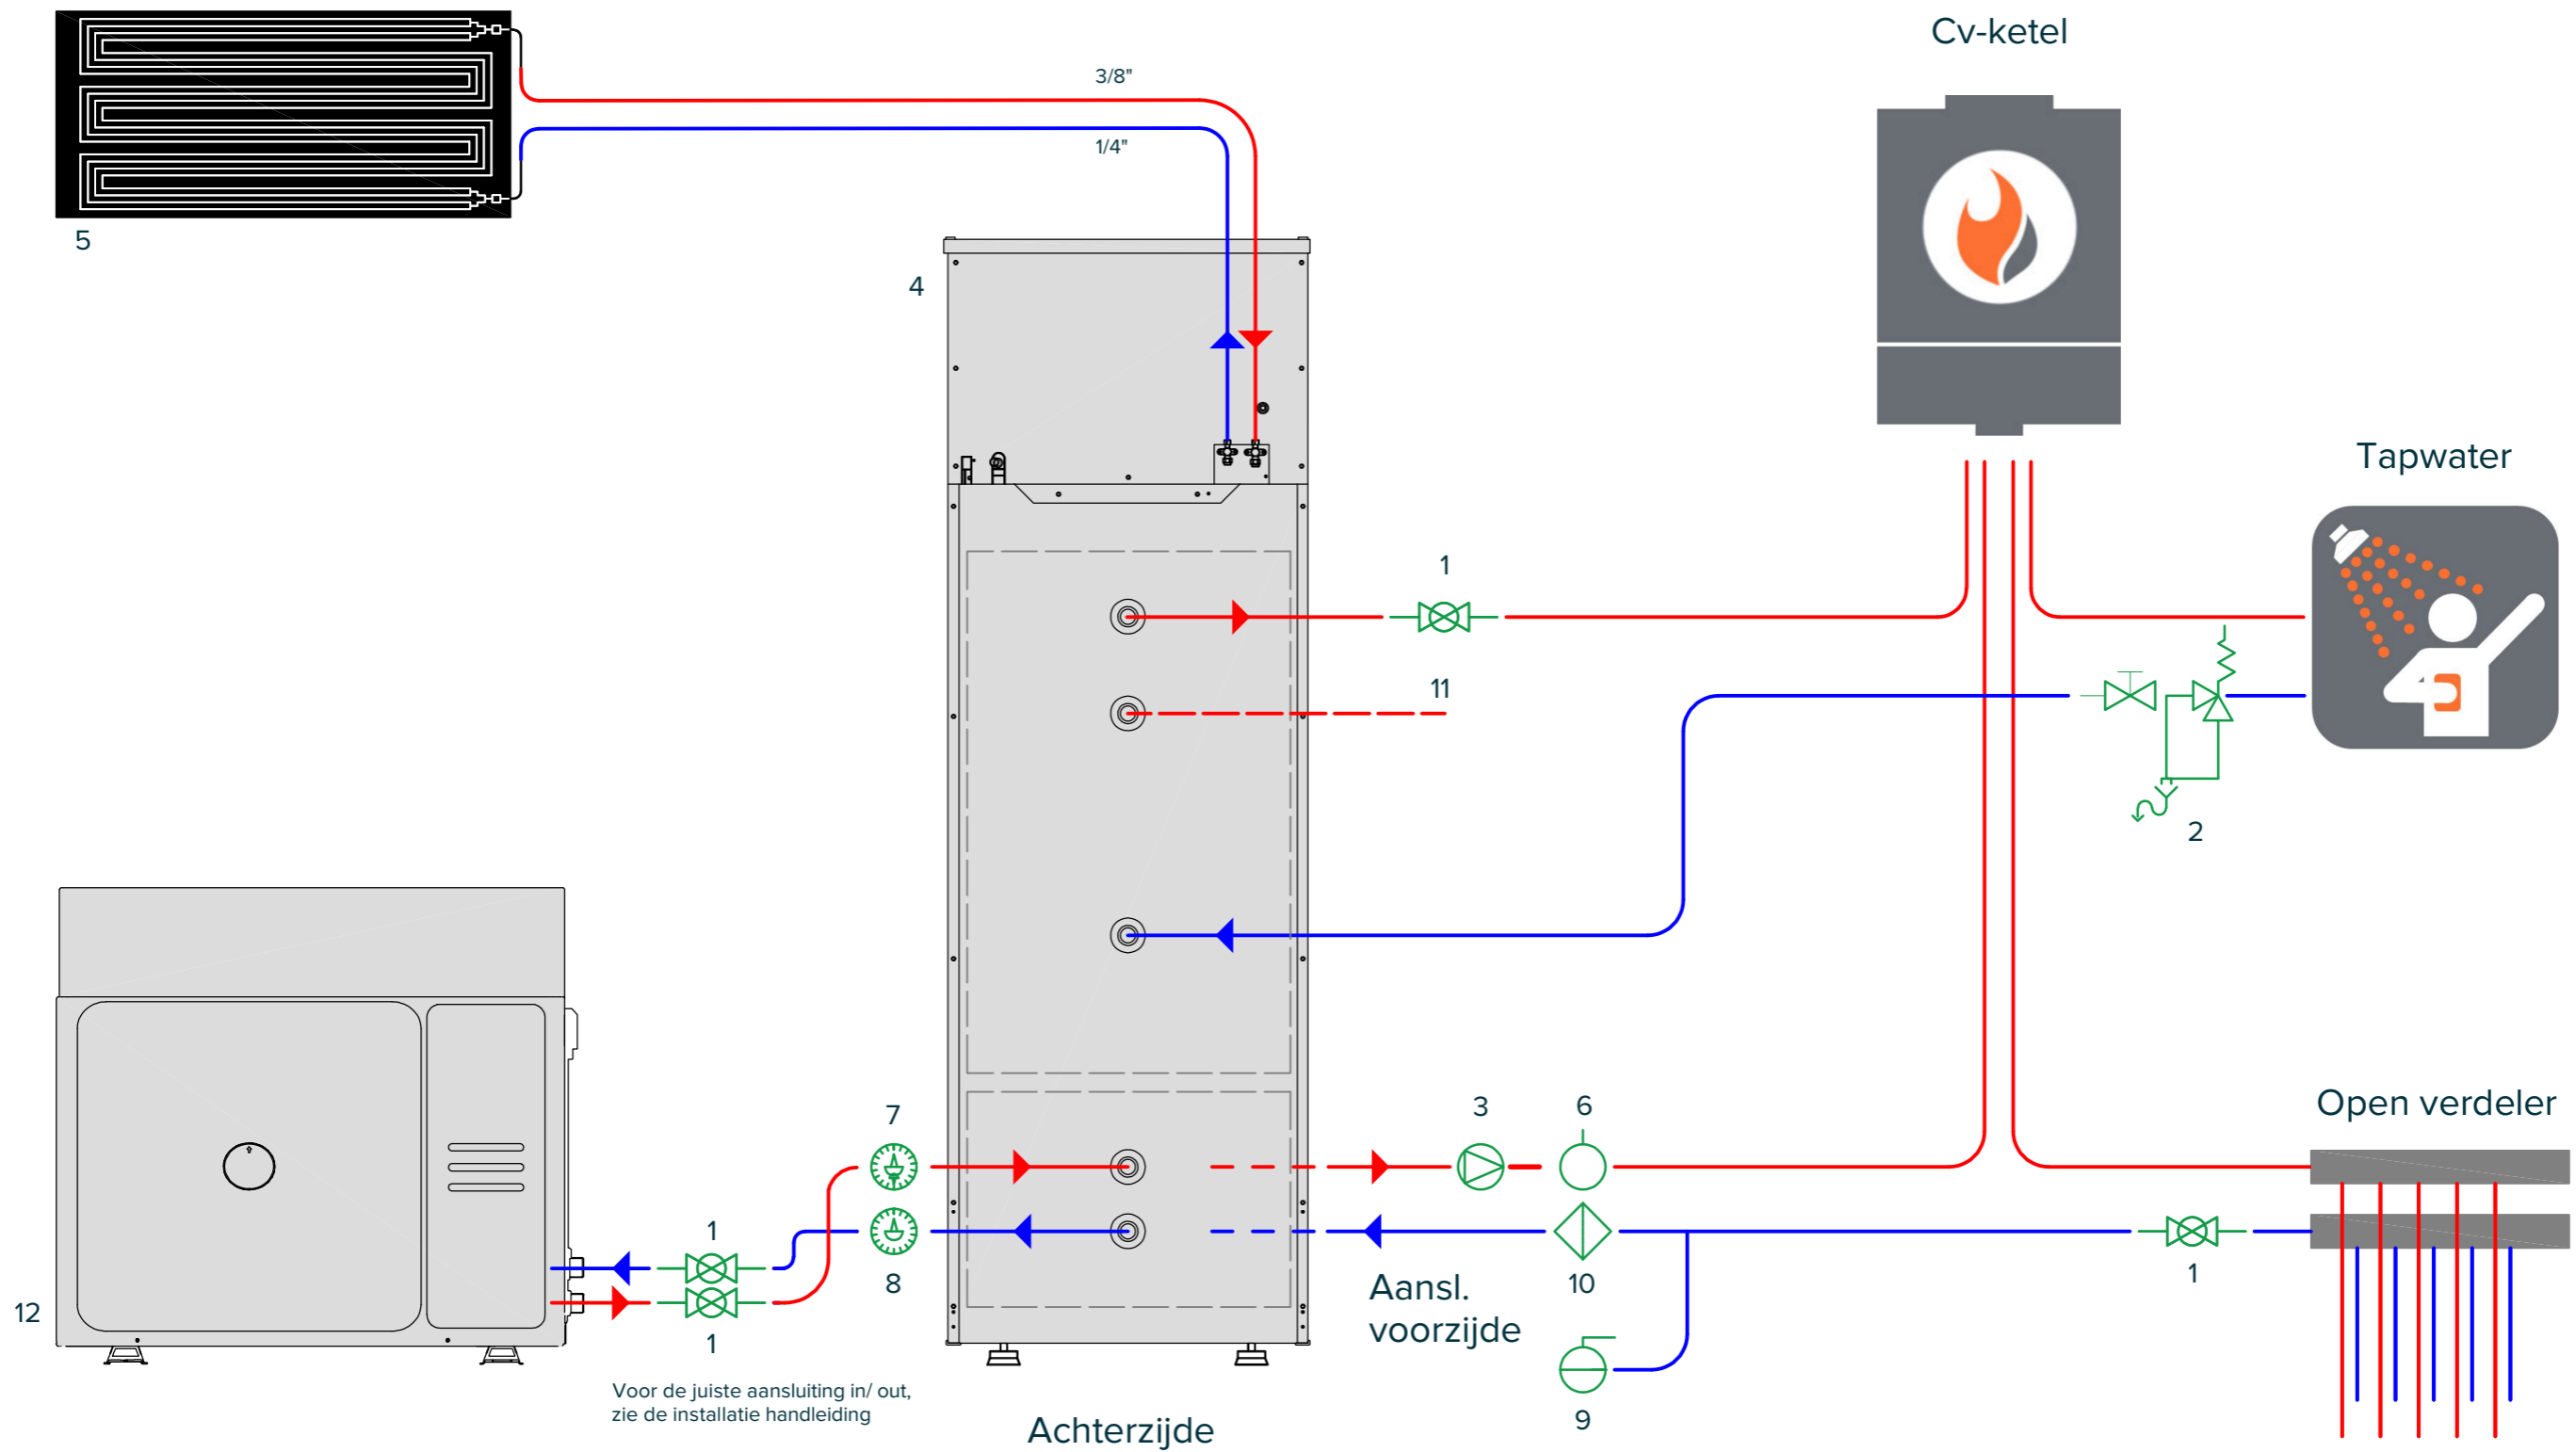 Cv-ketel
3/8"
1/4"
5
4
Tapwater
1
11
2
Open verdeler
7
3
6
1
8
10
1
12
1
Aansl.
voorzijde
Voor de juiste aansluiting in/ out,
zie de installatie handleiding
9
Achterzijde